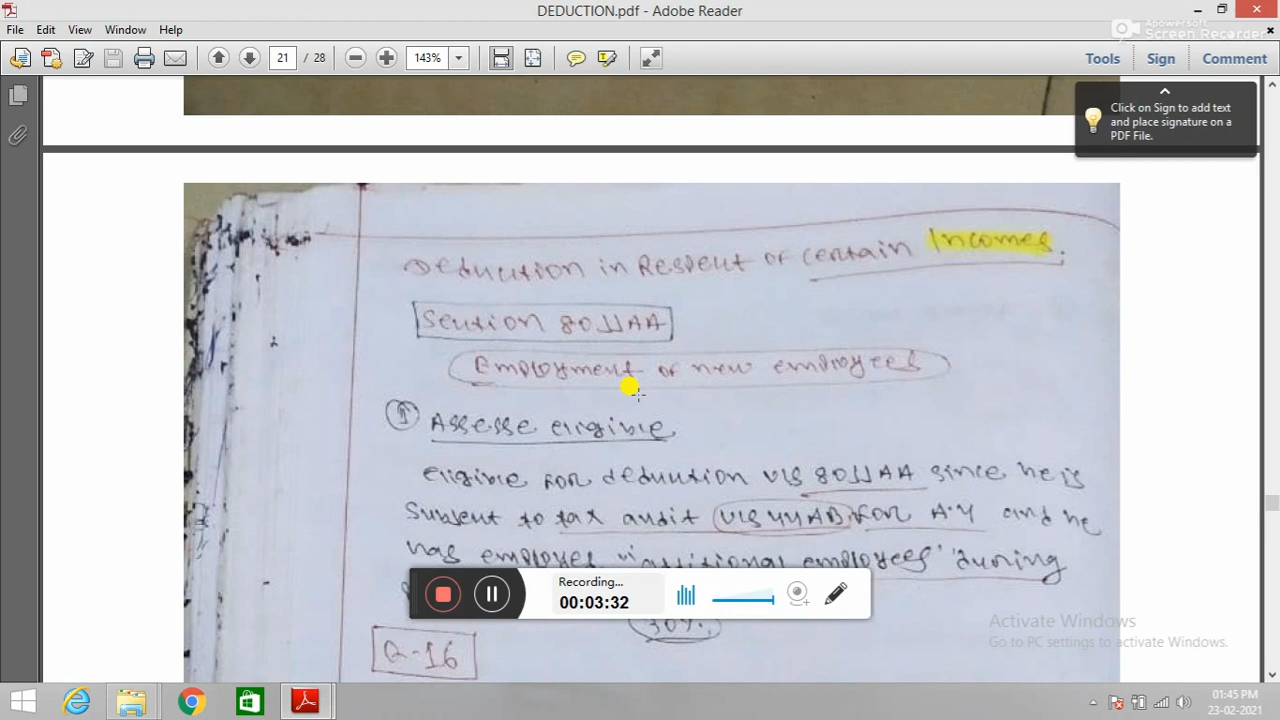 DEDUCTION.pdf - Adobe Reader
File Edit View Window Help
Apowersoft
Screen Recorder
21 / 28
143%
Tools Sign Comment
Click on Sign to add text
and place signature on a
PDF File.
Deduction in Respect of certain Incomes.
Section 80JJAA
Employment of new employees
① Assesse eligible
eligible for deduction U/s 80JJAA since he is
subject to tax audit U/s 44AB for A.Y and he
has employed "additional employees" during
30%.
Q-16
Recording...
00:03:32
Activate Windows
Go to PC settings to activate Windows.
01:45 PM
23-02-2021